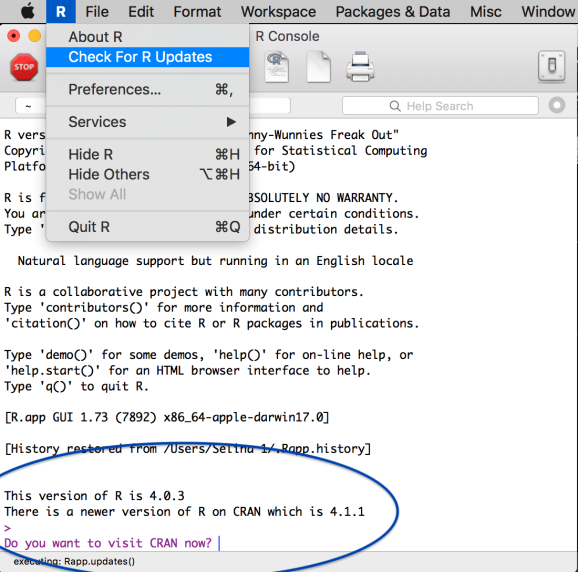 R File Edit Format Workspace Packages & Data Misc Window
R Console
About R
STOP
Check For R Updates
Preferences... ⌘,
~
Help Search
Services ▶
R vers nny-Wunnies Freak Out"
Hide R ⌘H
Copyri for Statistical Computing
Hide Others ⌥⌘H
Platfo 64-bit)
Show All
R is f BSOLUTELY NO WARRANTY.
You ar under certain conditions.
Quit R ⌘Q
Type ' distribution details.
Natural language support but running in an English locale
R is a collaborative project with many contributors.
Type 'contributors()' for more information and
'citation()' on how to cite R or R packages in publications.
Type 'demo()' for some demos, 'help()' for on-line help, or
'help.start()' for an HTML browser interface to help.
Type 'q()' to quit R.
[R.app GUI 1.73 (7892) x86_64-apple-darwin17.0]
[History restored from /Users/Selina 1/.Rapp.history]
This version of R is 4.0.3
There is a newer version of R on CRAN which is 4.1.1
>
Do you want to visit CRAN now?
executing: Rapp.updates()